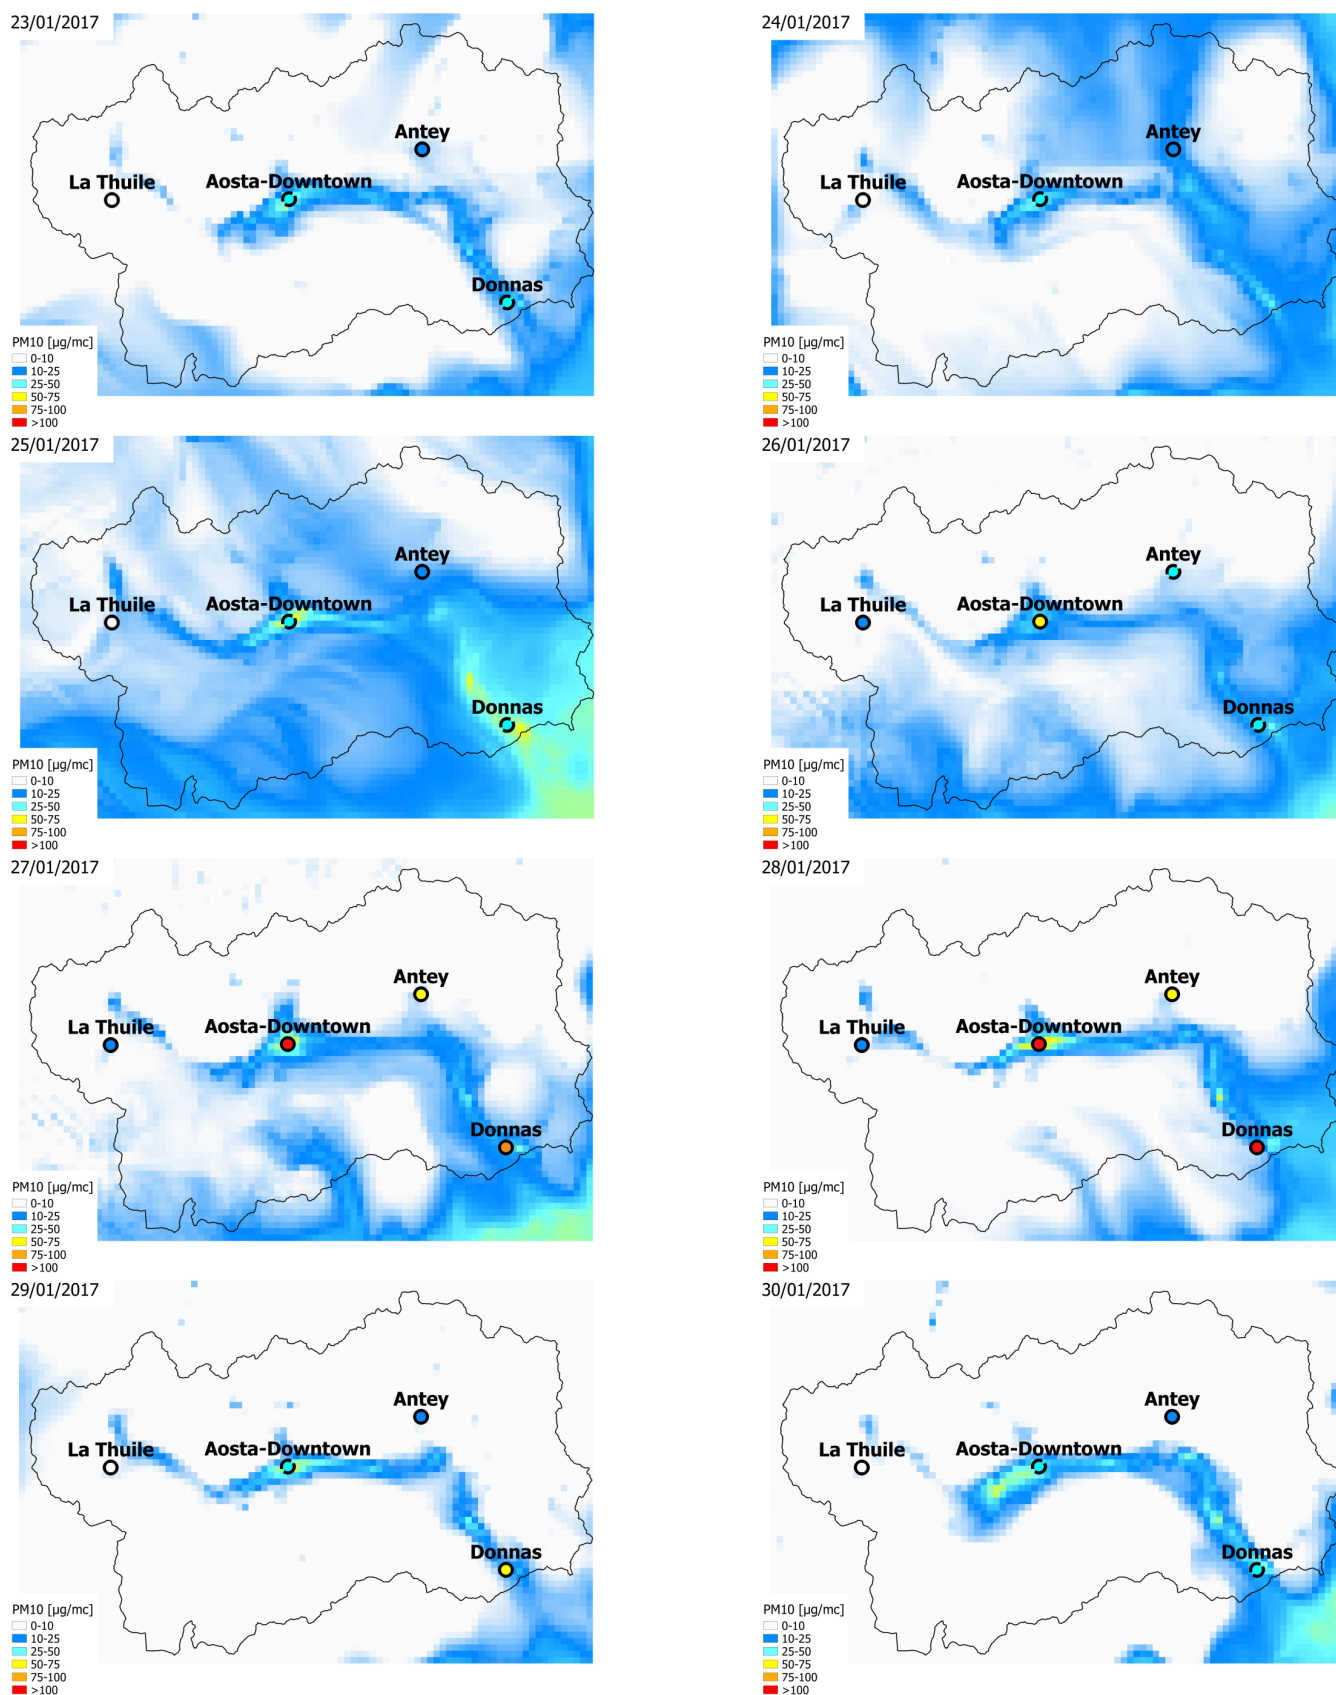 23/01/2017
Antey
La Thuile
Aosta-Downtown
Donnas
PM10 [µg/mc]
0-10
10-25
25-50
50-75
75-100
>100
24/01/2017
Antey
La Thuile
Aosta-Downtown
PM10 [µg/mc]
0-10
10-25
25-50
50-75
75-100
>100
25/01/2017
Antey
La Thuile
Aosta-Downtown
Donnas
PM10 [µg/mc]
0-10
10-25
25-50
50-75
75-100
>100
26/01/2017
Antey
La Thuile
Aosta-Downtown
Donnas
PM10 [µg/mc]
0-10
10-25
25-50
50-75
75-100
>100
27/01/2017
Antey
La Thuile
Aosta-Downtown
Donnas
PM10 [µg/mc]
0-10
10-25
25-50
50-75
75-100
>100
28/01/2017
Antey
La Thuile
Aosta-Downtown
Donnas
PM10 [µg/mc]
0-10
10-25
25-50
50-75
75-100
>100
29/01/2017
Antey
La Thuile
Aosta-Downtown
Donnas
PM10 [µg/mc]
0-10
10-25
25-50
50-75
75-100
>100
30/01/2017
Antey
La Thuile
Aosta-Downtown
Donnas
PM10 [µg/mc]
0-10
10-25
25-50
50-75
75-100
>100